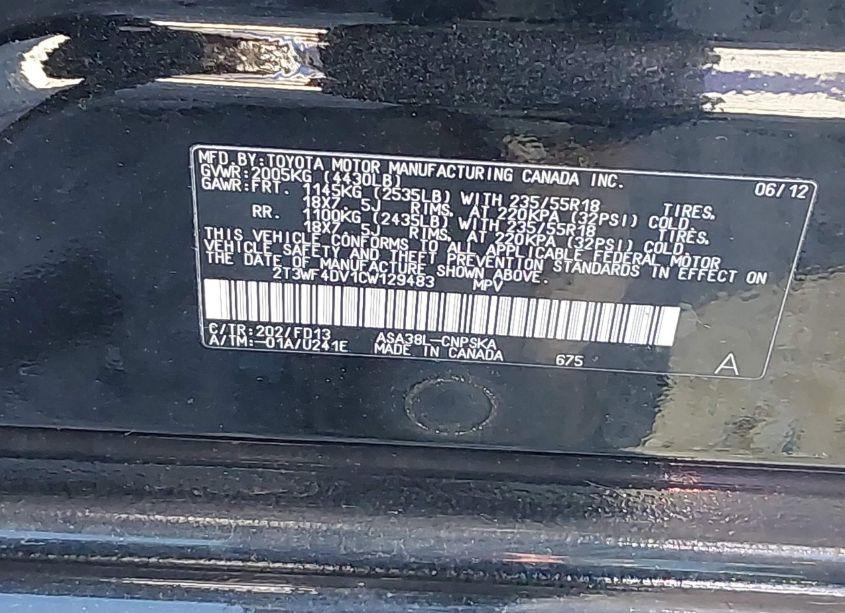 MFD. BY: TOYOTA MOTOR MANUFACTURING CANADA INC. 06/12
GVWR: 2005KG (4430LB)
GAWR: FRT. 1145KG (2535LB) WITH 235/55R18 TIRES.
18X7. 5J RIMS. AT 220KPA (32PSI) COLD.
RR. 1100KG (2435LB) WITH 235/55R18 TIRES.
18X7. 5J RIMS. AT 220KPA (32PSI) COLD.
THIS VEHICLE CONFORMS TO ALL APPLICABLE FEDERAL MOTOR
VEHICLE SAFETY AND THEFT PREVENTION STANDARDS IN EFFECT ON
THE DATE OF MANUFACTURE SHOWN ABOVE.
2T3WF4DV1CW129483 MPV
C/TR: 202/FD13 ASA38L-CNPSKA
A/TM: -01A/U241E MADE IN CANADA 675 A